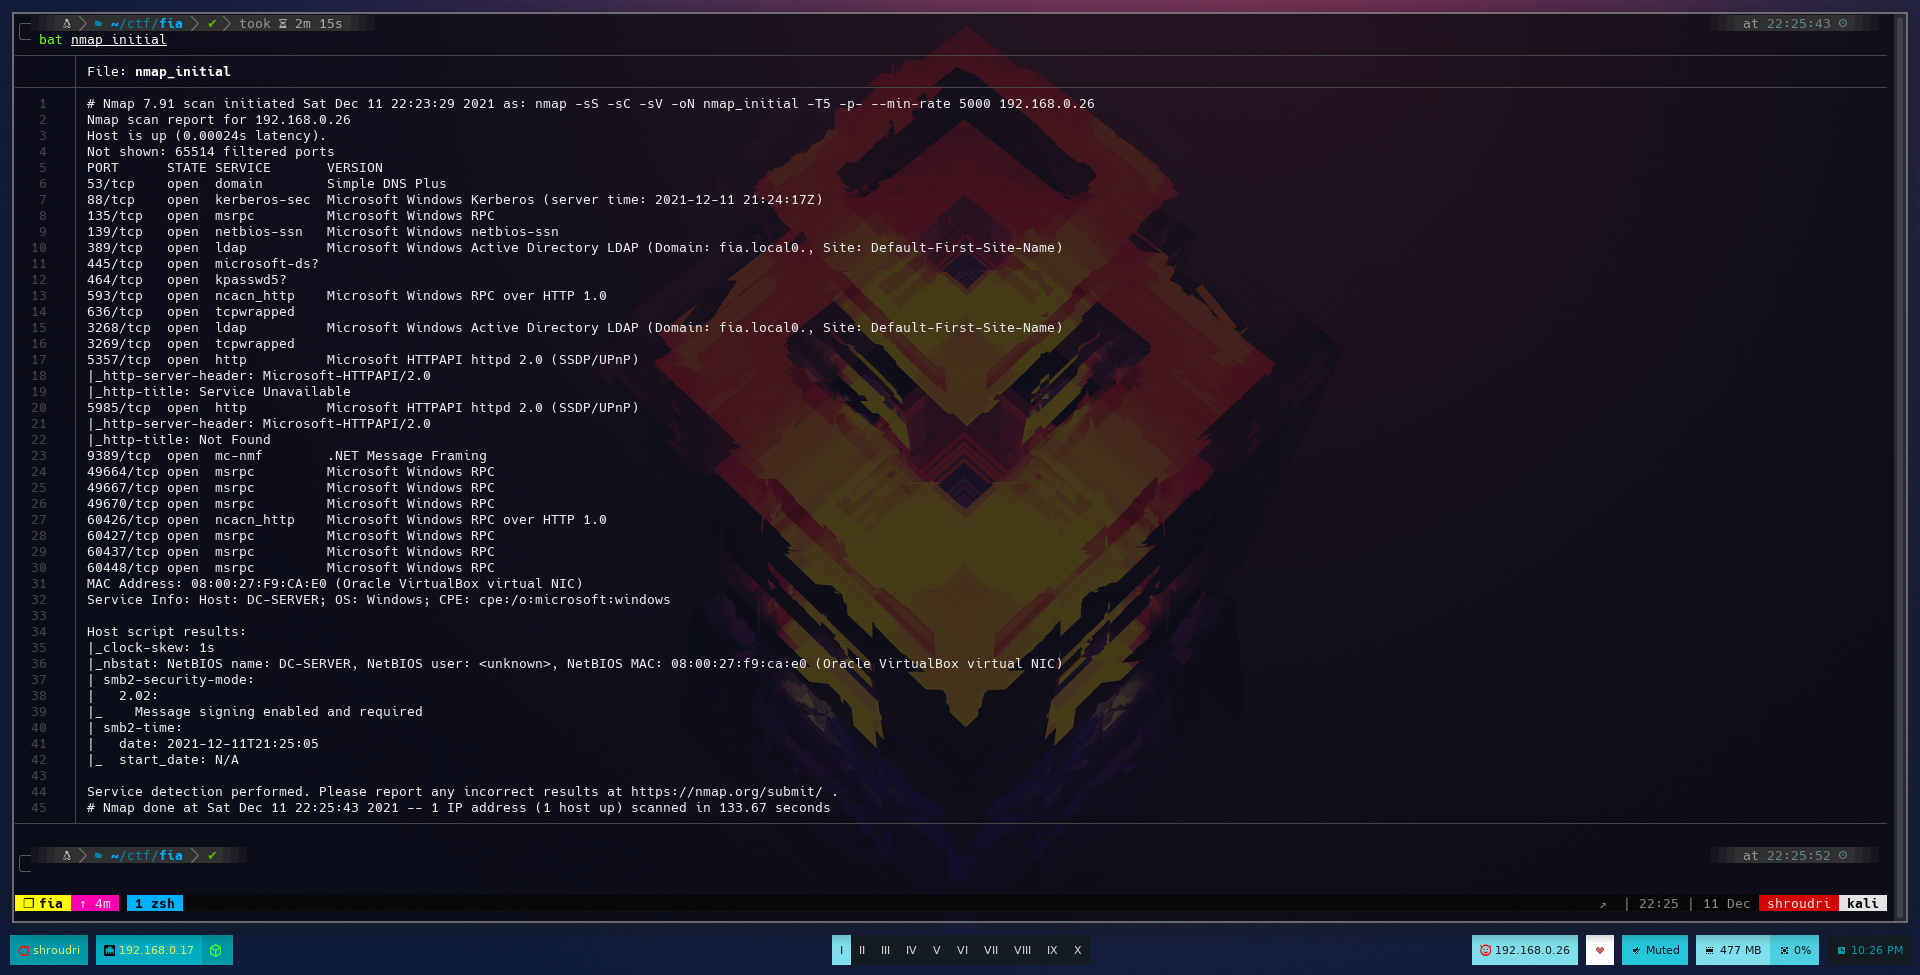 ~/ctf/fia ✔ took 2m 15s at 22:25:43
bat nmap_initial
File: nmap_initial
1 # Nmap 7.91 scan initiated Sat Dec 11 22:23:29 2021 as: nmap -sS -sC -sV -oN nmap_initial -T5 -p- --min-rate 5000 192.168.0.26
2 Nmap scan report for 192.168.0.26
3 Host is up (0.00024s latency).
4 Not shown: 65514 filtered ports
5 PORT      STATE SERVICE       VERSION
6 53/tcp    open  domain        Simple DNS Plus
7 88/tcp    open  kerberos-sec  Microsoft Windows Kerberos (server time: 2021-12-11 21:24:17Z)
8 135/tcp   open  msrpc         Microsoft Windows RPC
9 139/tcp   open  netbios-ssn   Microsoft Windows netbios-ssn
10 389/tcp   open  ldap          Microsoft Windows Active Directory LDAP (Domain: fia.local0., Site: Default-First-Site-Name)
11 445/tcp   open  microsoft-ds?
12 464/tcp   open  kpasswd5?
13 593/tcp   open  ncacn_http    Microsoft Windows RPC over HTTP 1.0
14 636/tcp   open  tcpwrapped
15 3268/tcp  open  ldap          Microsoft Windows Active Directory LDAP (Domain: fia.local0., Site: Default-First-Site-Name)
16 3269/tcp  open  tcpwrapped
17 5357/tcp  open  http          Microsoft HTTPAPI httpd 2.0 (SSDP/UPnP)
18 |_http-server-header: Microsoft-HTTPAPI/2.0
19 |_http-title: Service Unavailable
20 5985/tcp  open  http          Microsoft HTTPAPI httpd 2.0 (SSDP/UPnP)
21 |_http-server-header: Microsoft-HTTPAPI/2.0
22 |_http-title: Not Found
23 9389/tcp  open  mc-nmf        .NET Message Framing
24 49664/tcp open  msrpc         Microsoft Windows RPC
25 49667/tcp open  msrpc         Microsoft Windows RPC
26 49670/tcp open  msrpc         Microsoft Windows RPC
27 60426/tcp open  ncacn_http    Microsoft Windows RPC over HTTP 1.0
28 60427/tcp open  msrpc         Microsoft Windows RPC
29 60437/tcp open  msrpc         Microsoft Windows RPC
30 60448/tcp open  msrpc         Microsoft Windows RPC
31 MAC Address: 08:00:27:F9:CA:E0 (Oracle VirtualBox virtual NIC)
32 Service Info: Host: DC-SERVER; OS: Windows; CPE: cpe:/o:microsoft:windows
33
34 Host script results:
35 |_clock-skew: 1s
36 |_nbstat: NetBIOS name: DC-SERVER, NetBIOS user: <unknown>, NetBIOS MAC: 08:00:27:f9:ca:e0 (Oracle VirtualBox virtual NIC)
37 | smb2-security-mode:
38 |   2.02:
39 |_    Message signing enabled and required
40 | smb2-time:
41 |   date: 2021-12-11T21:25:05
42 |_  start_date: N/A
43
44 Service detection performed. Please report any incorrect results at https://nmap.org/submit/ .
45 # Nmap done at Sat Dec 11 22:25:43 2021 -- 1 IP address (1 host up) scanned in 133.67 seconds
~/ctf/fia ✔ at 22:25:52
❐ fia ↑ 4m 1 zsh ↗ | 22:25 | 11 Dec shroudri kali
shroudri 192.168.0.17 I II III IV V VI VII VIII IX X 192.168.0.26 Muted 477 MB 0% 10:26 PM